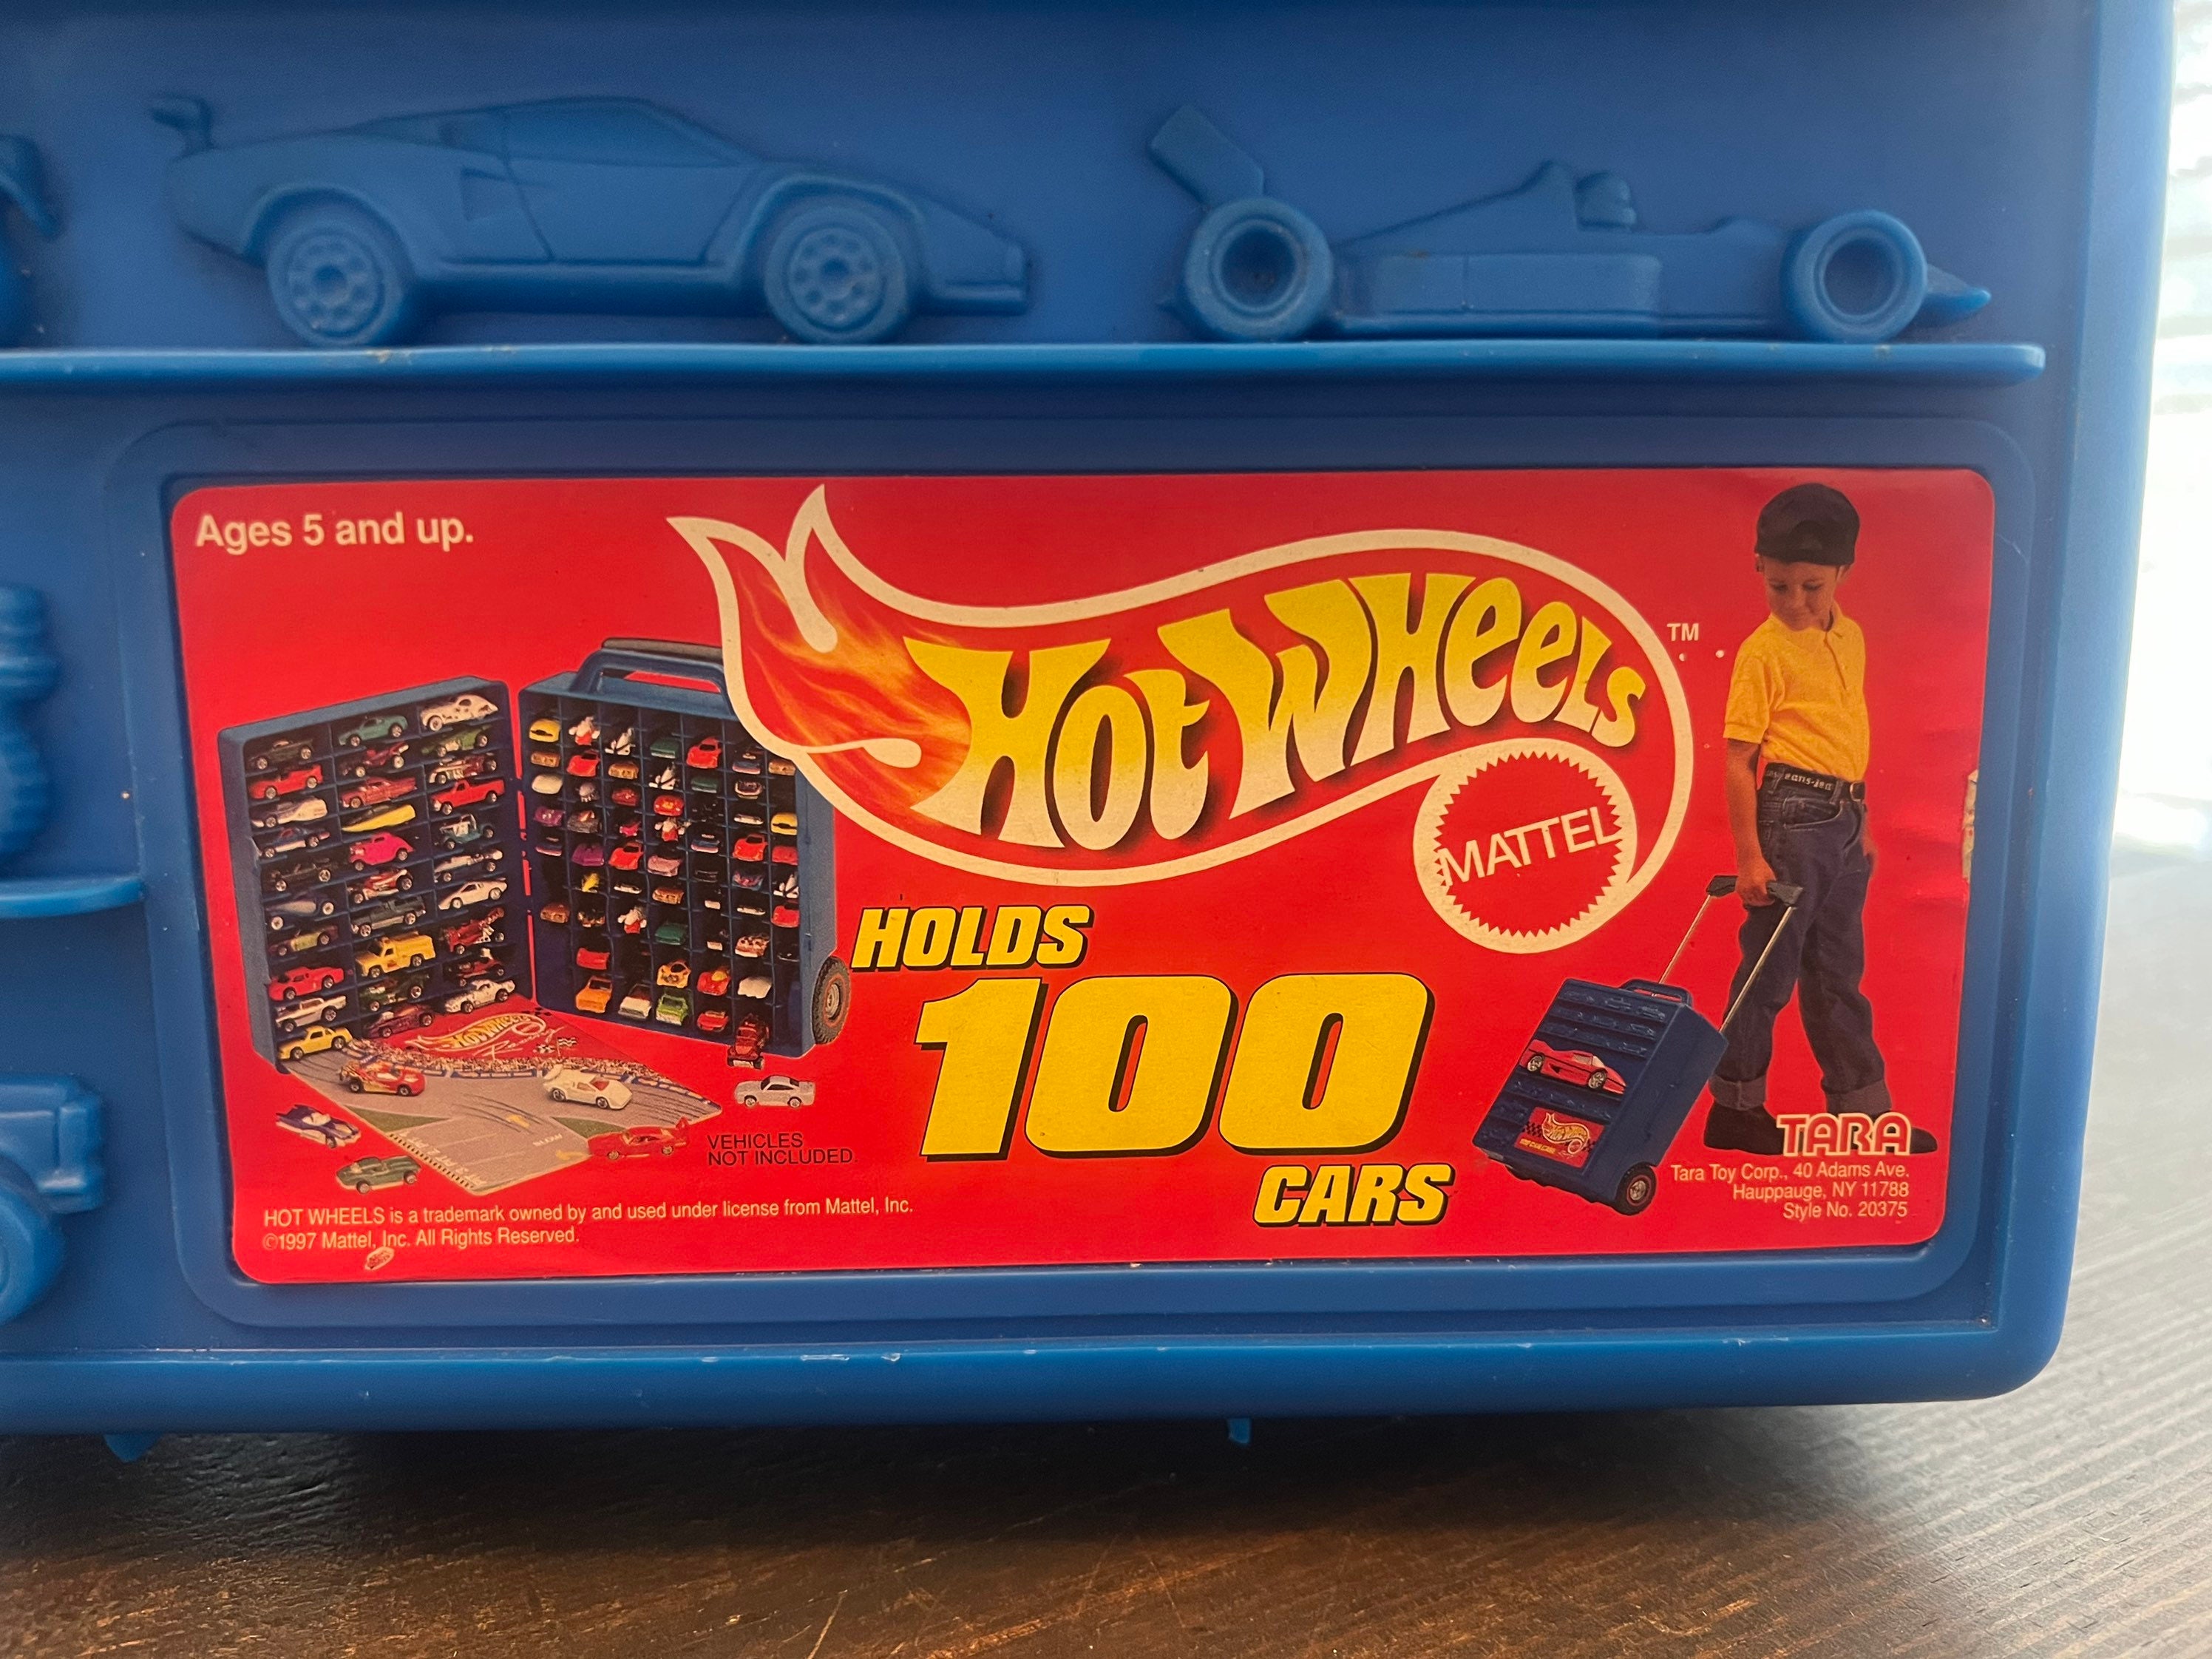 Ages 5 and up.
HOT WHEELS
TM
MATTEL
HOLDS
100
CARS
HOT WHEELS
VEHICLES
NOT INCLUDED.
HOT WHEELS is a trademark owned by and used under license from Mattel, Inc.
©1997 Mattel, Inc. All Rights Reserved.
TARA
Tara Toy Corp., 40 Adams Ave.
Hauppauge, NY 11788
Style No. 20375